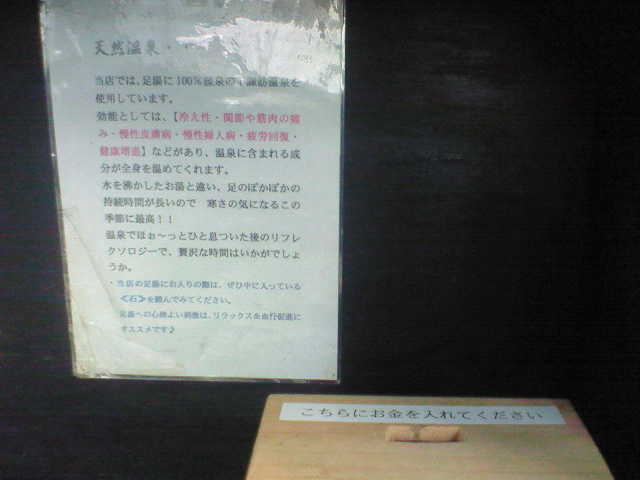 天然温泉・
当店では、足湯に100%源泉の下諏訪温泉を
使用しています。
効能としては、【冷え性・関節や筋肉の痛
み・慢性皮膚病・慢性婦人病・疲労回復・
健康増進】などがあり、温泉に含まれる成
分が全身を温めてくれます。
水を沸かしたお湯と違い、足のぽかぽかの
持続時間が長いので 寒さの気になるこの
季節に最高！！
温泉でほぉ～っとひと息ついた後のリフレ
クソロジーで、贅沢な時間はいかがでしょ
うか。
・当店の足湯にお入りの際は、ぜひ中に入っている
≪石≫を踏んでみてください。
足裏への心地よい刺激は、リラックス&血行促進に
オススメです♪
こちらにお金を入れてください